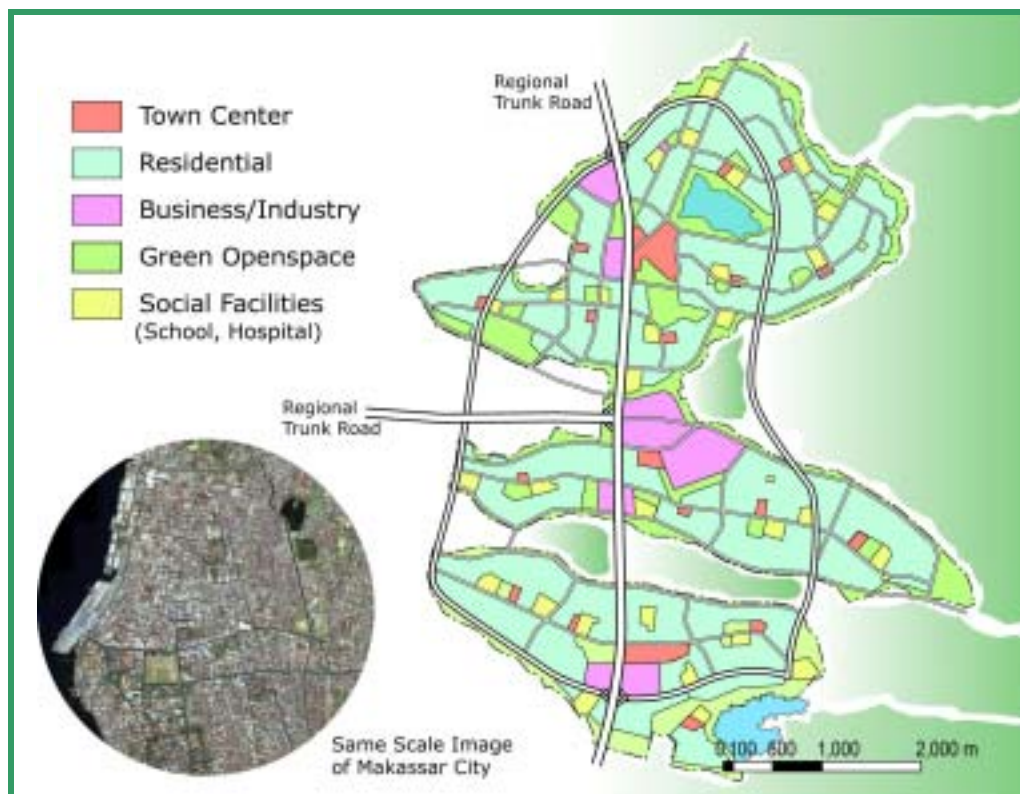 Regional
Trunk Road
Town Center
Residential
Business/Industry
Green Openspace
Social Facilities
(School, Hospital)
Regional
Trunk Road
Same Scale Image
of Makassar City
1,000
2,000 m